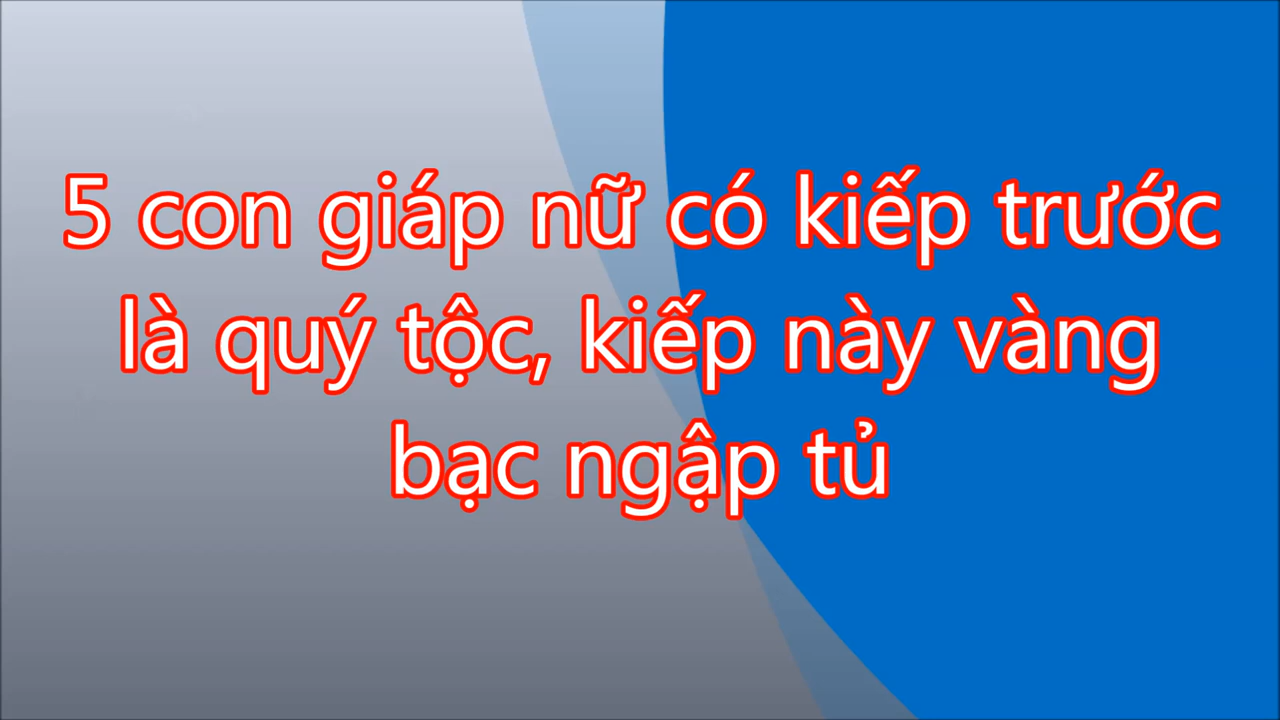 5 con giáp nữ có kiếp trước
là quý tộc, kiếp này vàng
bạc ngập tủ